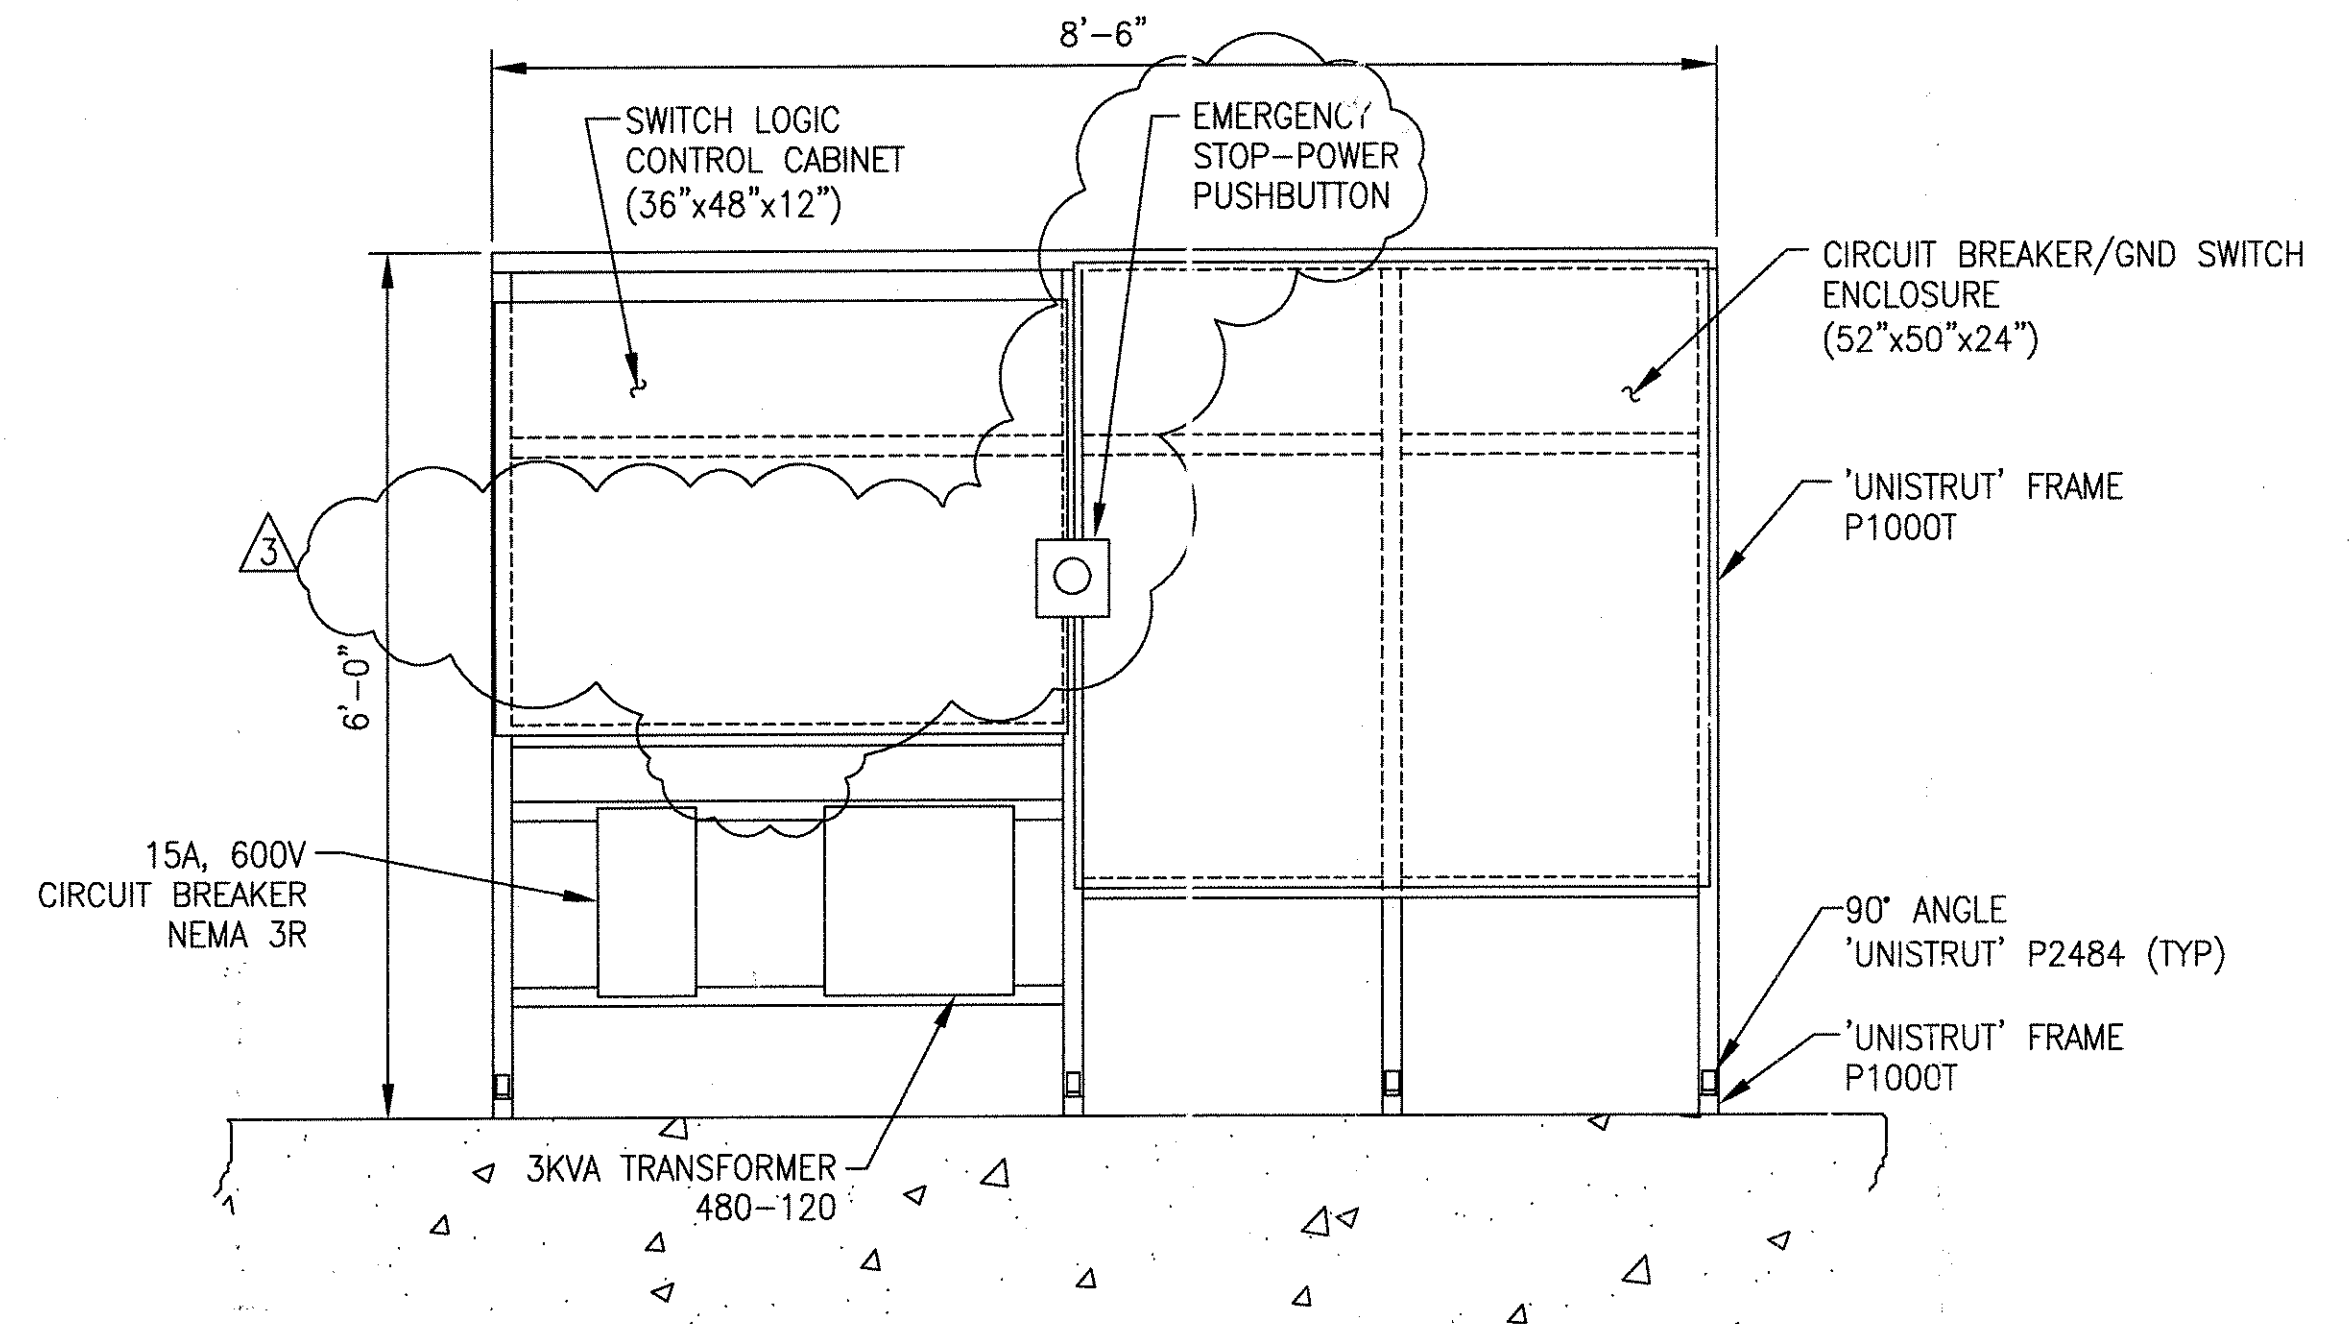 8'-6"
SWITCH LOGIC
CONTROL CABINET
(36"x48"x12")
EMERGENCY
STOP-POWER
PUSHBUTTON
CIRCUIT BREAKER/GND SWITCH
ENCLOSURE
(52"x50"x24")
'UNISTRUT' FRAME
P1000T
3
6'-0"
15A, 600V
CIRCUIT BREAKER
NEMA 3R
90° ANGLE
'UNISTRUT' P2484 (TYP)
'UNISTRUT' FRAME
P1000T
3KVA TRANSFORMER
480-120